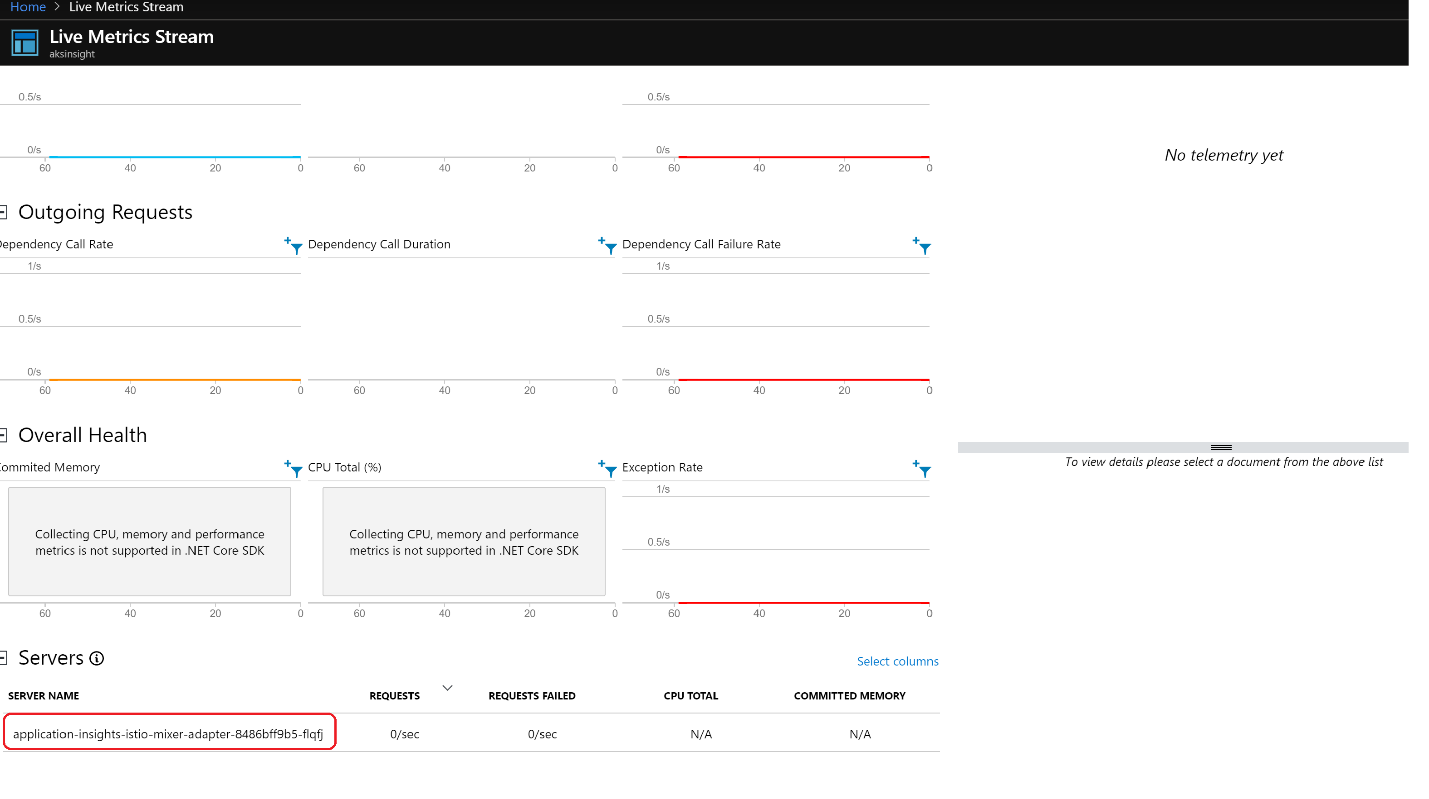 Home > Live Metrics Stream
Live Metrics Stream
aksinsight
0.5/s
0.5/s
0/s
0/s
60 40 20 0 60 40 20 0 60 40 20 0
No telemetry yet
Outgoing Requests
Dependency Call Rate
Dependency Call Duration
Dependency Call Failure Rate
1/s
1/s
0.5/s
0.5/s
0/s
0/s
60 40 20 0 60 40 20 0 60 40 20 0
Overall Health
Commited Memory
CPU Total (%)
Exception Rate
Collecting CPU, memory and performance
metrics is not supported in .NET Core SDK
Collecting CPU, memory and performance
metrics is not supported in .NET Core SDK
1/s
0.5/s
0/s
60 40 20 0 60 40 20 0 60 40 20 0
To view details please select a document from the above list
Servers
Select columns
SERVER NAME REQUESTS REQUESTS FAILED CPU TOTAL COMMITTED MEMORY
application-insights-istio-mixer-adapter-8486bff9b5-flqfj 0/sec 0/sec N/A N/A